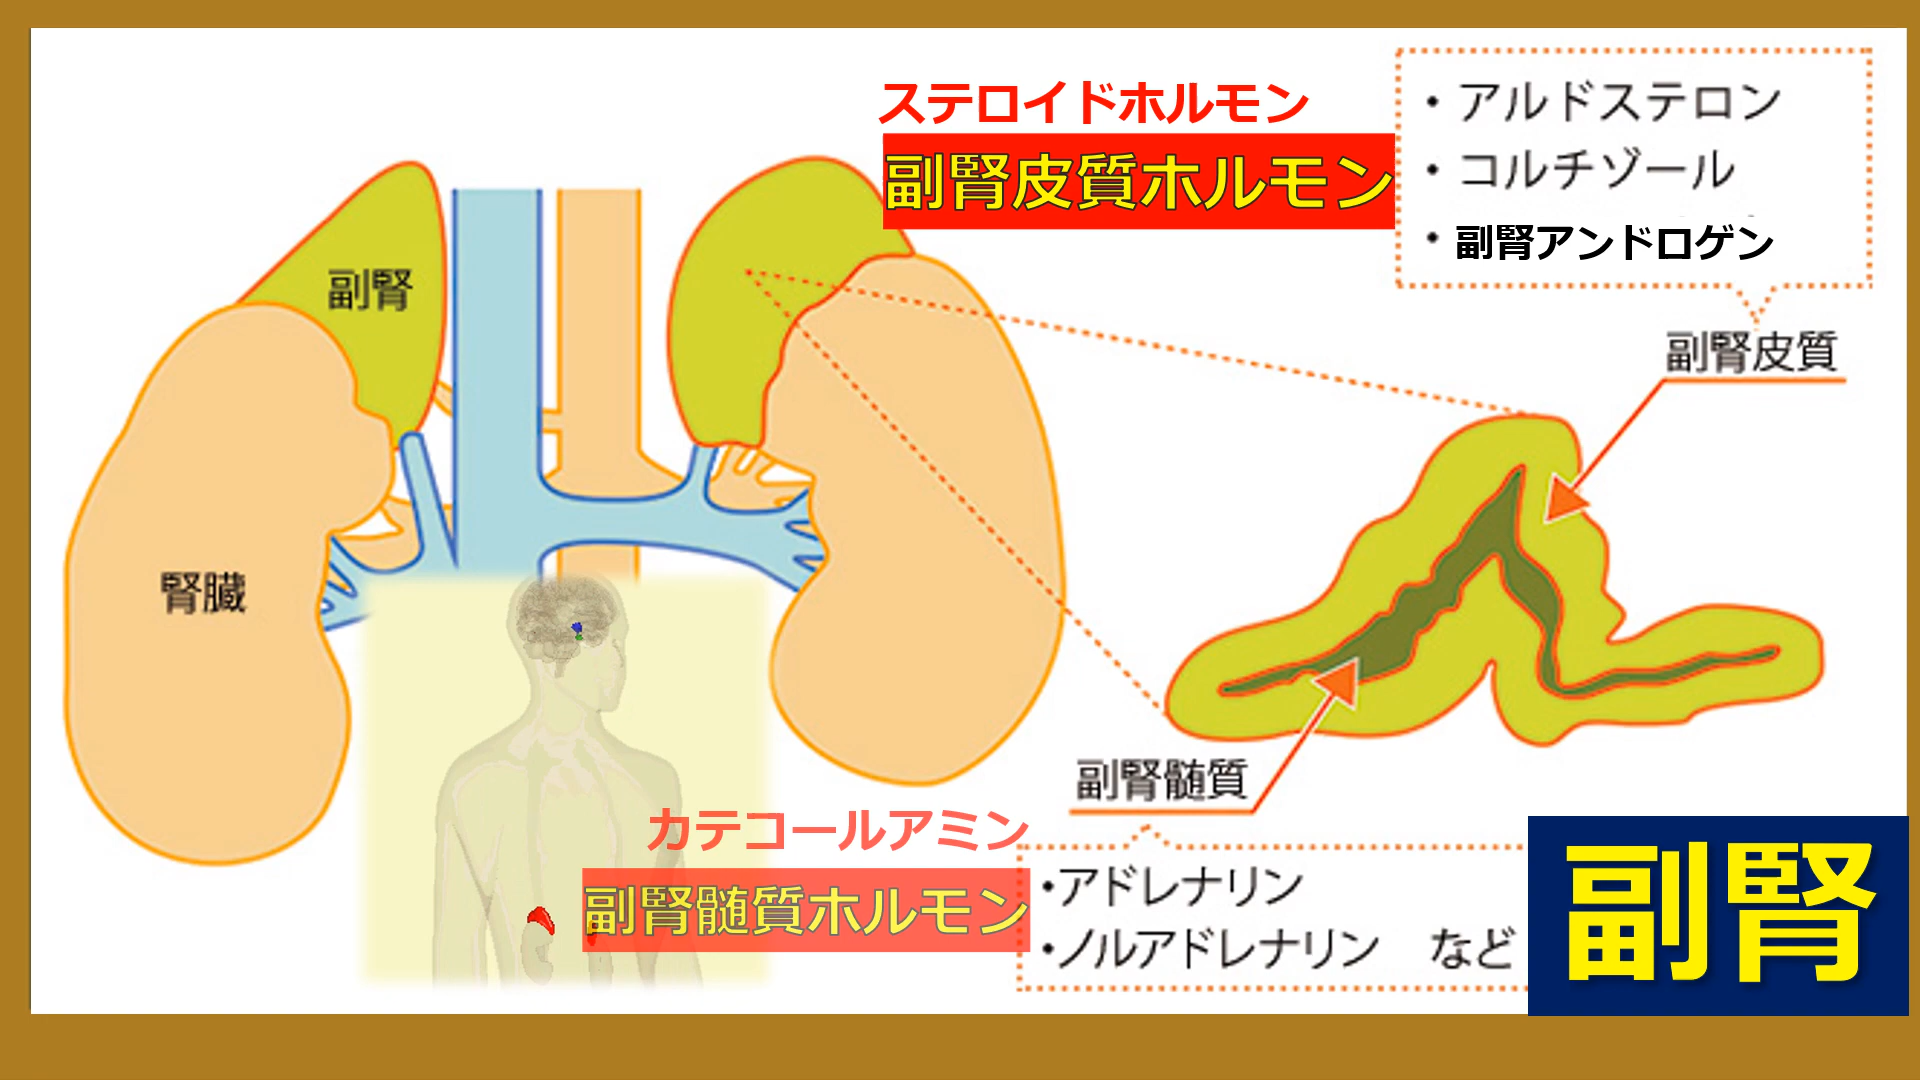 ステロイドホルモン
副腎皮質ホルモン
・アルドステロン
・コルチゾール
・副腎アンドロゲン
副腎皮質
副腎
腎臓
副腎髄質
カテコールアミン
副腎髄質ホルモン
・アドレナリン
・ノルアドレナリン　など
副腎